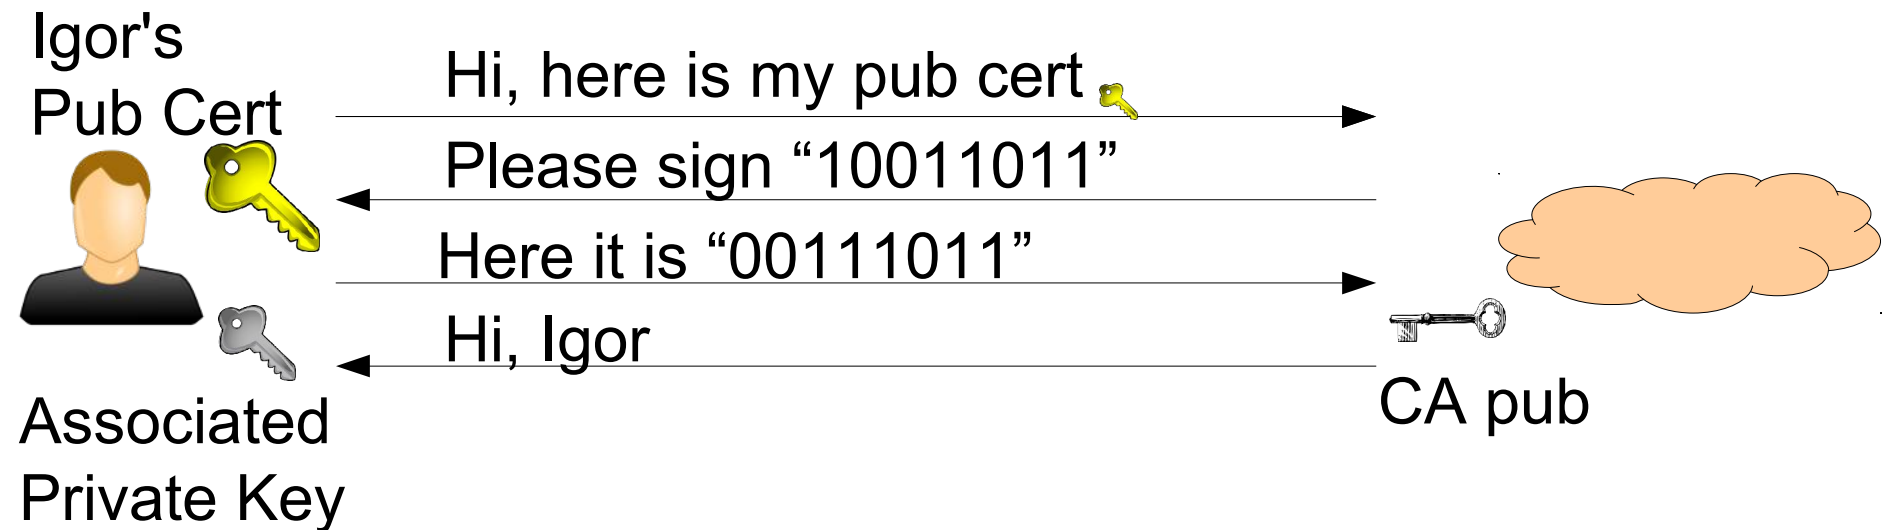 Igor's
Pub Cert
Hi, here is my pub cert
Please sign “10011011”
Here it is “00111011”
Hi, Igor
Associated
Private Key
CA pub